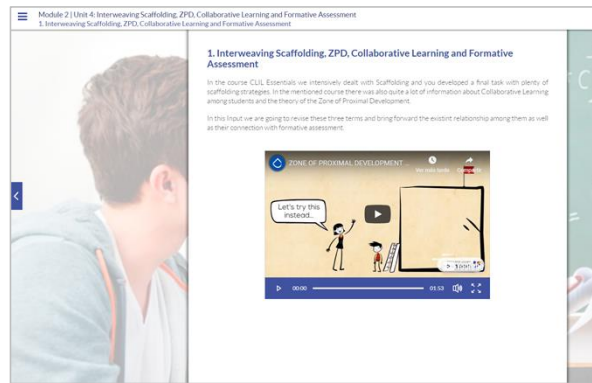 Module 2 | Unit 4: Interweaving Scaffolding, ZPD, Collaborative Learning and Formative Assessment
1. Interweaving Scaffolding, ZPD, Collaborative Learning and Formative Assessment
1. Interweaving Scaffolding, ZPD, Collaborative Learning and Formative
Assessment
In the course CLIL Essentials we intensively dealt with Scaffolding and you developed a final task with plenty of
scaffolding strategies. In the mentioned course there was also quite a lot of information about Collaborative Learning
among students and the theory of the Zone of Proximal Development.
In this Input we are going to revise these three terms and bring forward the existint relationship among them as well
as their connection with formative assessment.
ZONE OF PROXIMAL DEVELOPMENT
Ver más tarde
Let's try this
instead...
00:00
01:53